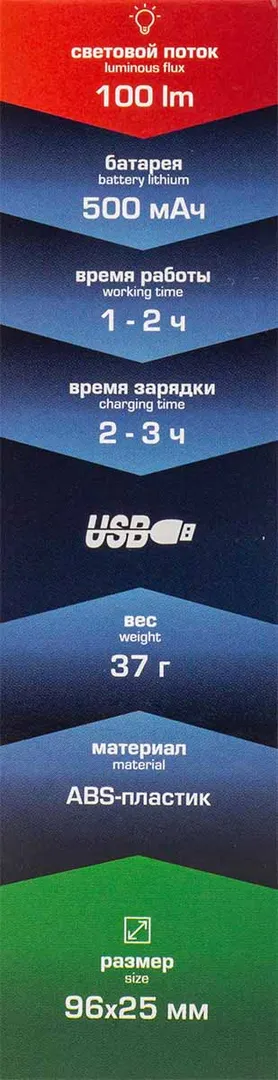 световой поток
luminous flux
100 lm
батарея
battery lithium
500 мАч
время работы
working time
1 - 2 ч
время зарядки
charging time
2 - 3 ч
USB
вес
weight
37 г
материал
material
ABS-пластик
размер
size
96x25 мм